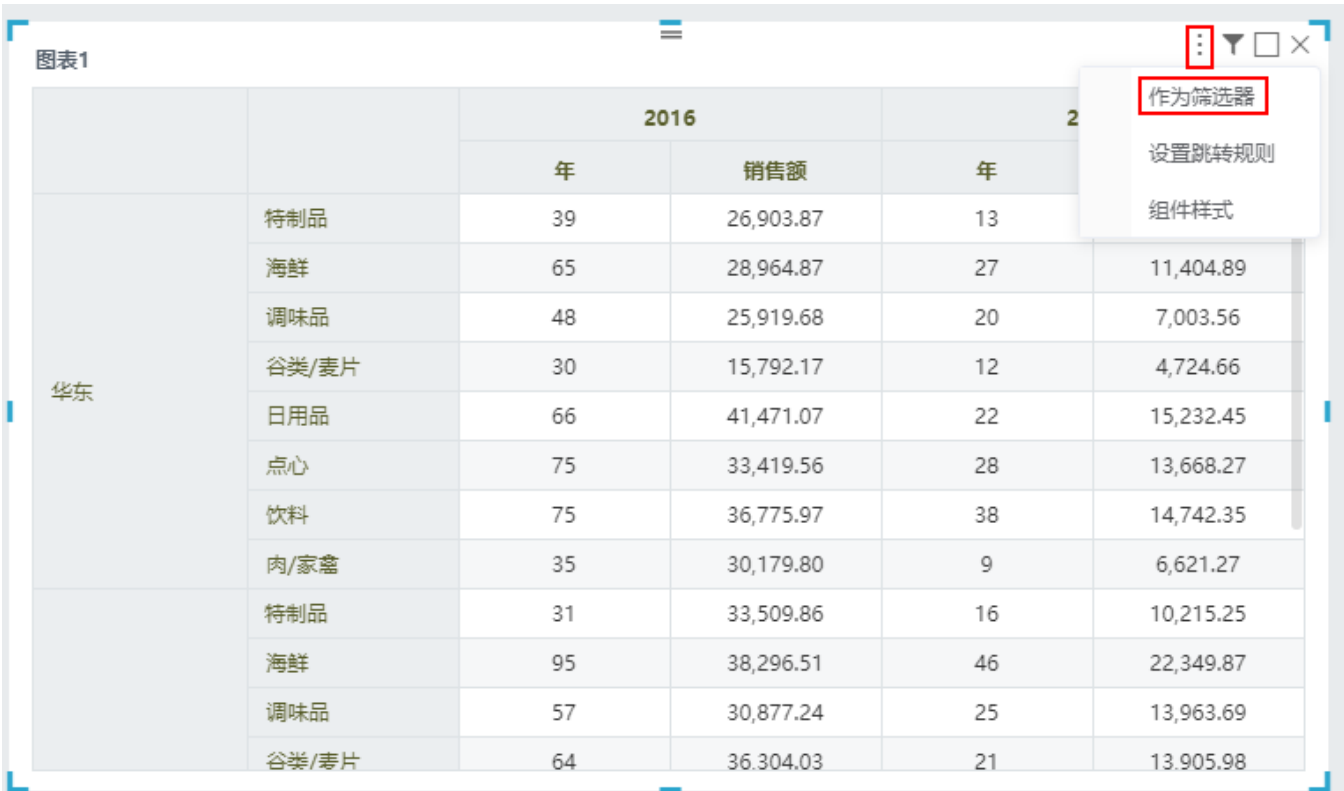 图表1
作为筛选器
设置跳转规则
组件样式
2016 2
年 销售额 年
华东
特制品 39 26,903.87 13
海鲜 65 28,964.87 27 11,404.89
调味品 48 25,919.68 20 7,003.56
谷类/麦片 30 15,792.17 12 4,724.66
日用品 66 41,471.07 22 15,232.45
点心 75 33,419.56 28 13,668.27
饮料 75 36,775.97 38 14,742.35
肉/家禽 35 30,179.80 9 6,621.27
特制品 31 33,509.86 16 10,215.25
海鲜 95 38,296.51 46 22,349.87
调味品 57 30,877.24 25 13,963.69
谷类/麦片 64 36,304.03 21 13,905.98